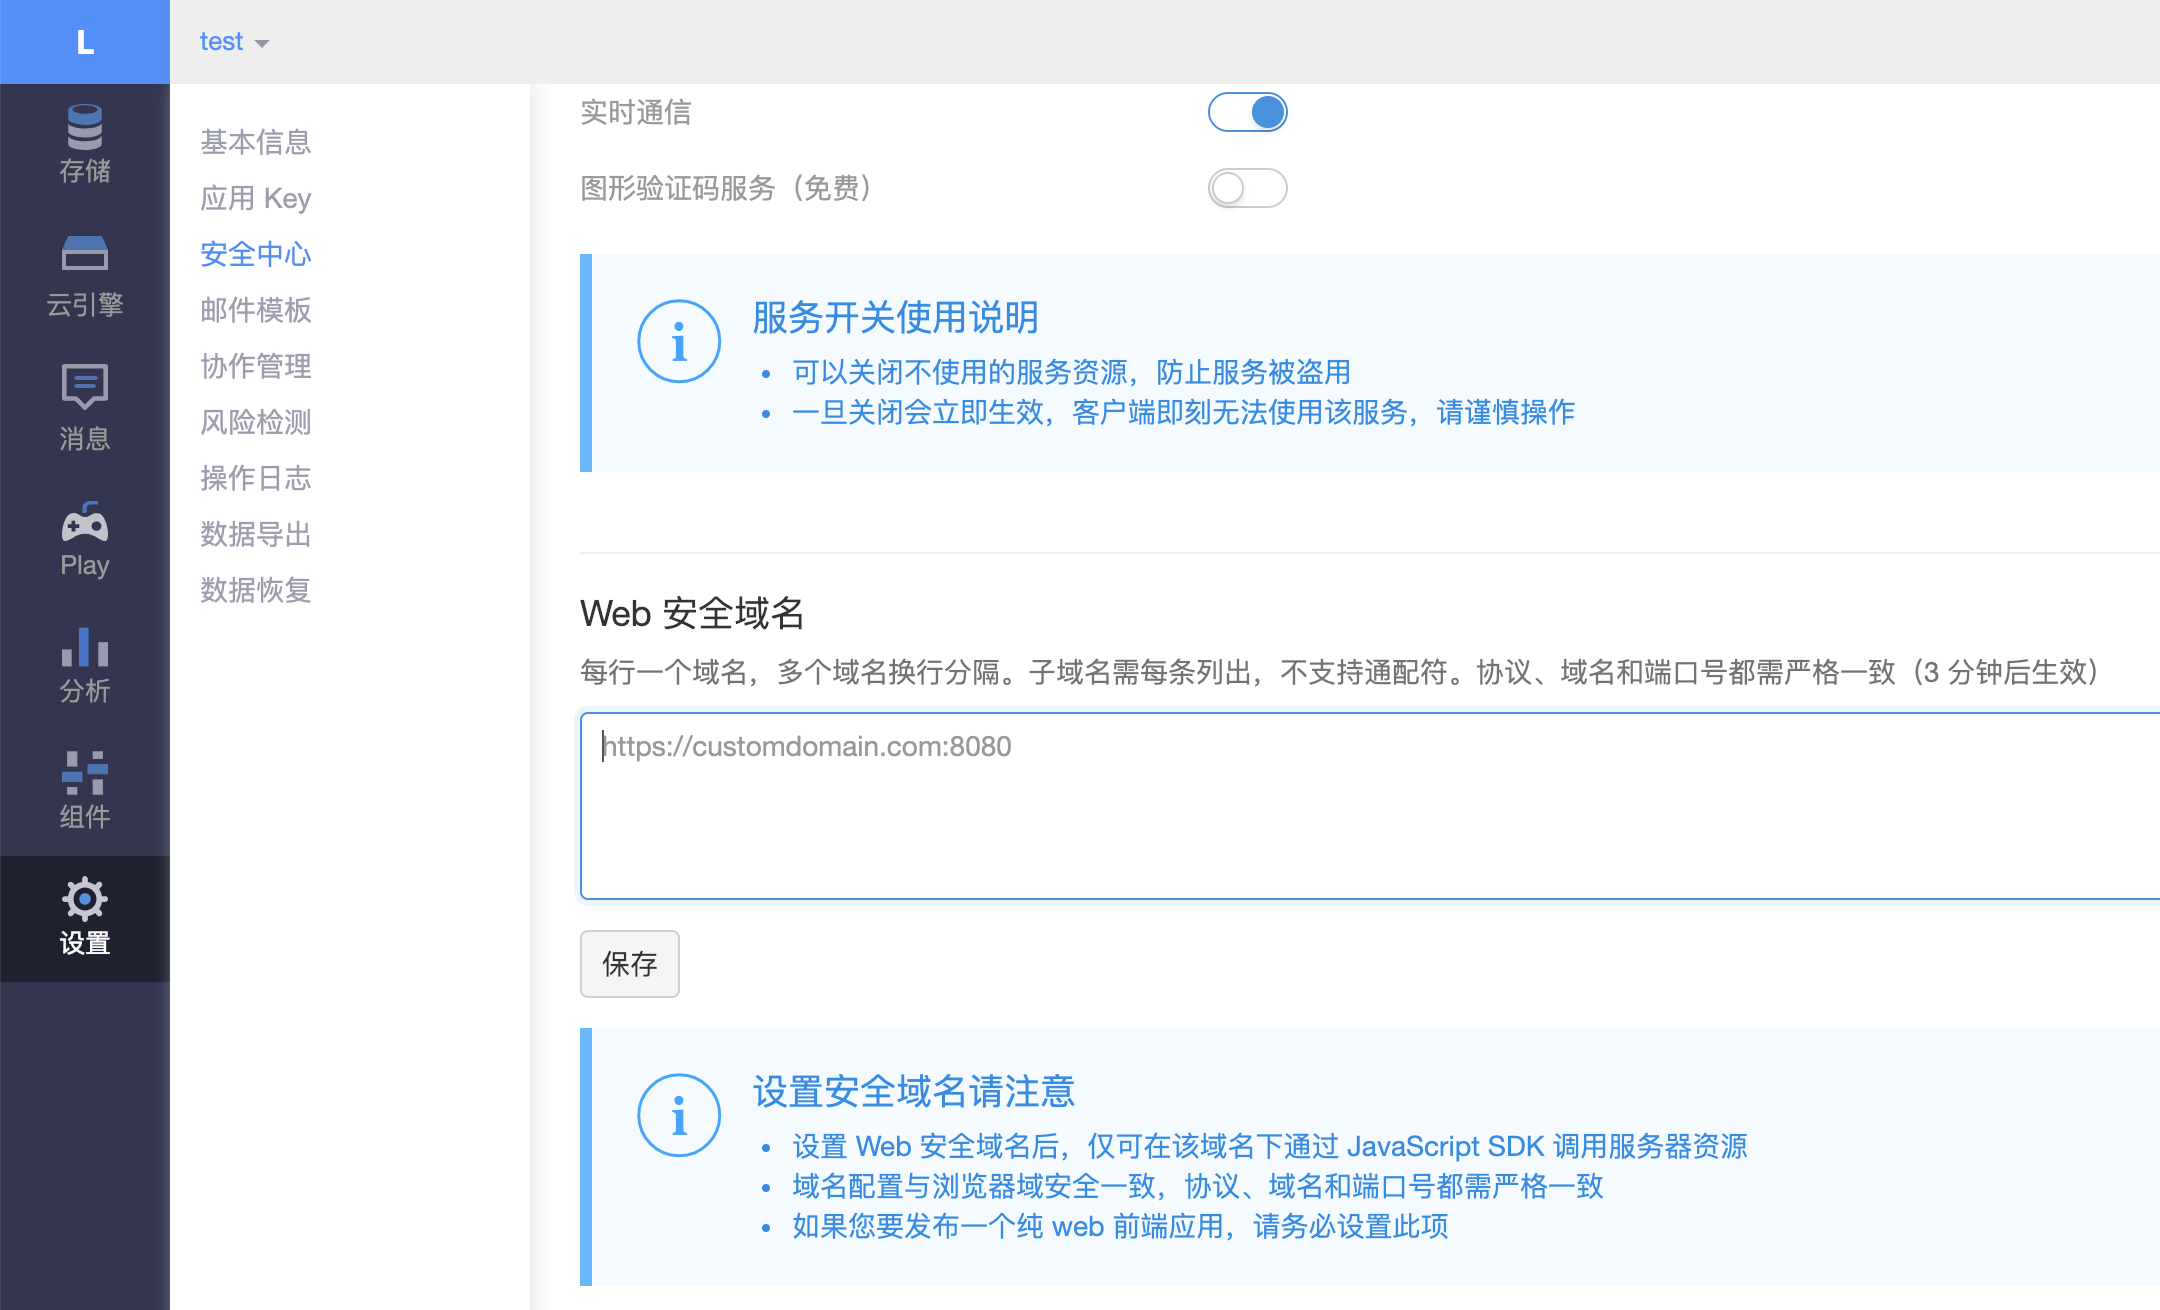 L
test
存储
云引擎
消息
Play
分析
组件
设置
基本信息
应用 Key
安全中心
邮件模板
协作管理
风险检测
操作日志
数据导出
数据恢复
实时通信
图形验证码服务（免费）
服务开关使用说明
可以关闭不使用的服务资源，防止服务被盗用
一旦关闭会立即生效，客户端即刻无法使用该服务，请谨慎操作
Web 安全域名
每行一个域名，多个域名换行分隔。子域名需每条列出，不支持通配符。协议、域名和端口号都需严格一致（3 分钟后生效）
https://customdomain.com:8080
保存
设置安全域名请注意
设置 Web 安全域名后，仅可在该域名下通过 JavaScript SDK 调用服务器资源
域名配置与浏览器域安全一致，协议、域名和端口号都需严格一致
如果您要发布一个纯 web 前端应用，请务必设置此项